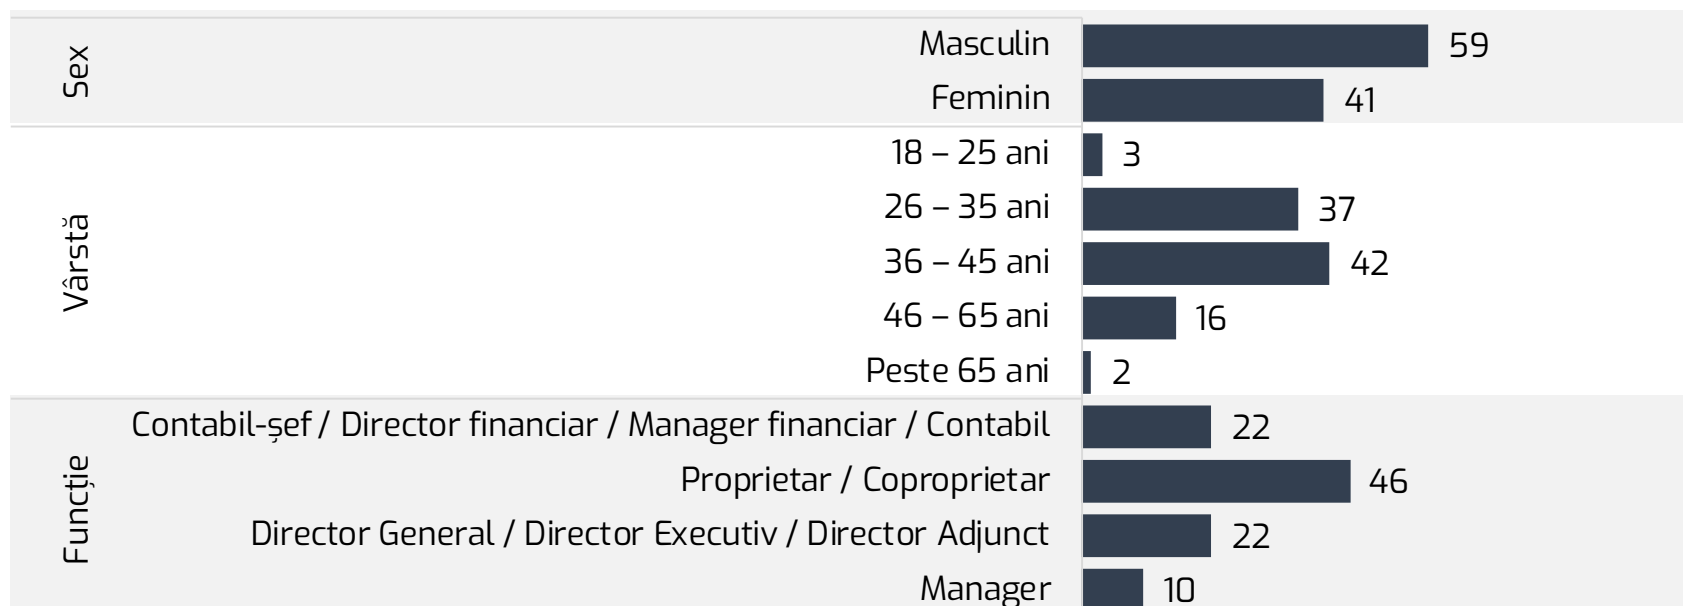 Sex
Masculin 59
Feminin 41
Vârstă
18 – 25 ani 3
26 – 35 ani 37
36 – 45 ani 42
46 – 65 ani 16
Peste 65 ani 2
Funcție
Contabil-șef / Director financiar / Manager financiar / Contabil 22
Proprietar / Coproprietar 46
Director General / Director Executiv / Director Adjunct 22
Manager 10